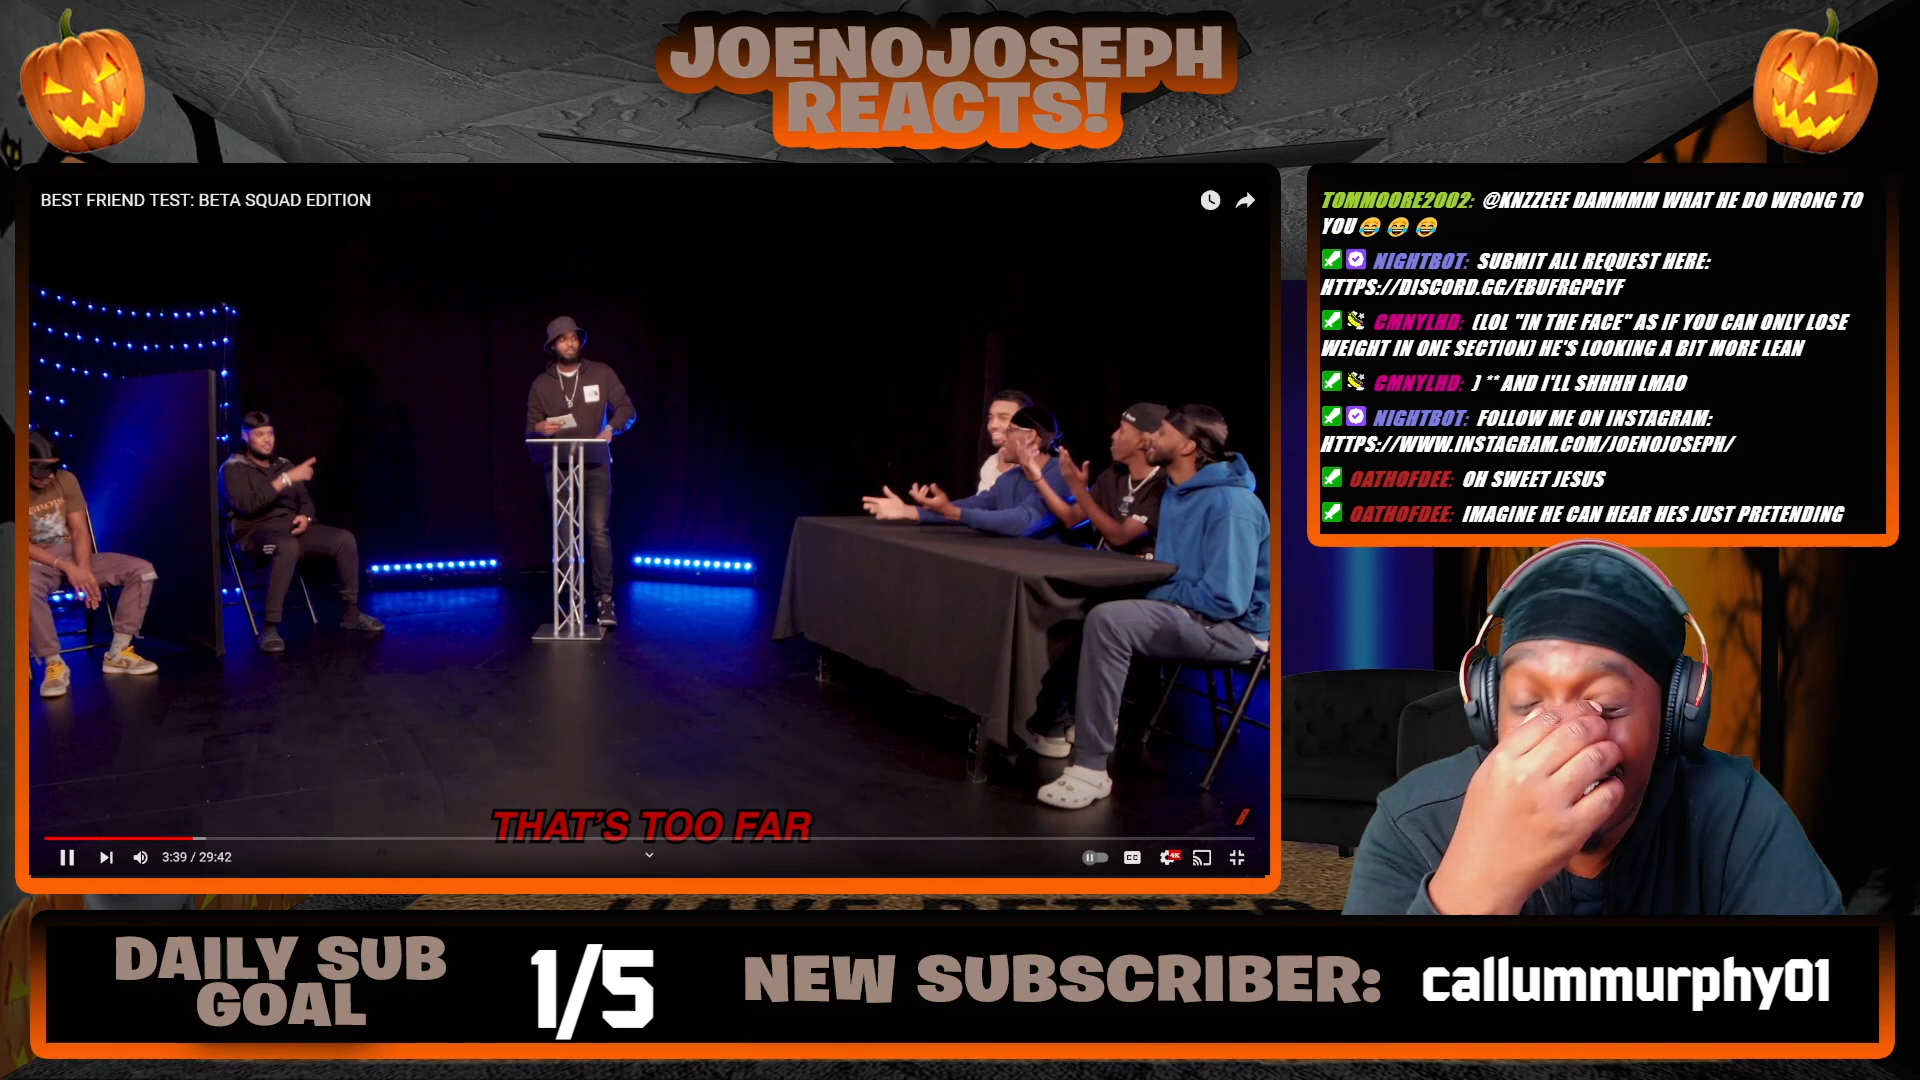 JOENOJOSEPH
REACTS!
BEST FRIEND TEST: BETA SQUAD EDITION
TOMMOORE2002: @KNZZEEE DAMMMM WHAT HE DO WRONG TO
YOU😂 😂 😂
NIGHTBOT: SUBMIT ALL REQUEST HERE:
HTTPS://DISCORD.GG/EBUFRGPGYF
CMNYLHD: (LOL "IN THE FACE" AS IF YOU CAN ONLY LOSE
WEIGHT IN ONE SECTION) HE'S LOOKING A BIT MORE LEAN
CMNYLHD: ) ** AND I'LL SHHHH LMAO
NIGHTBOT: FOLLOW ME ON INSTAGRAM:
HTTPS://WWW.INSTAGRAM.COM/JOENOJOSEPH/
OATHOFDEE: OH SWEET JESUS
OATHOFDEE: IMAGINE HE CAN HEAR HES JUST PRETENDING
THAT'S TOO FAR
3:39 / 29:42
CC
4K
DAILY SUB
GOAL
1/5
NEW SUBSCRIBER:
callummurphy01